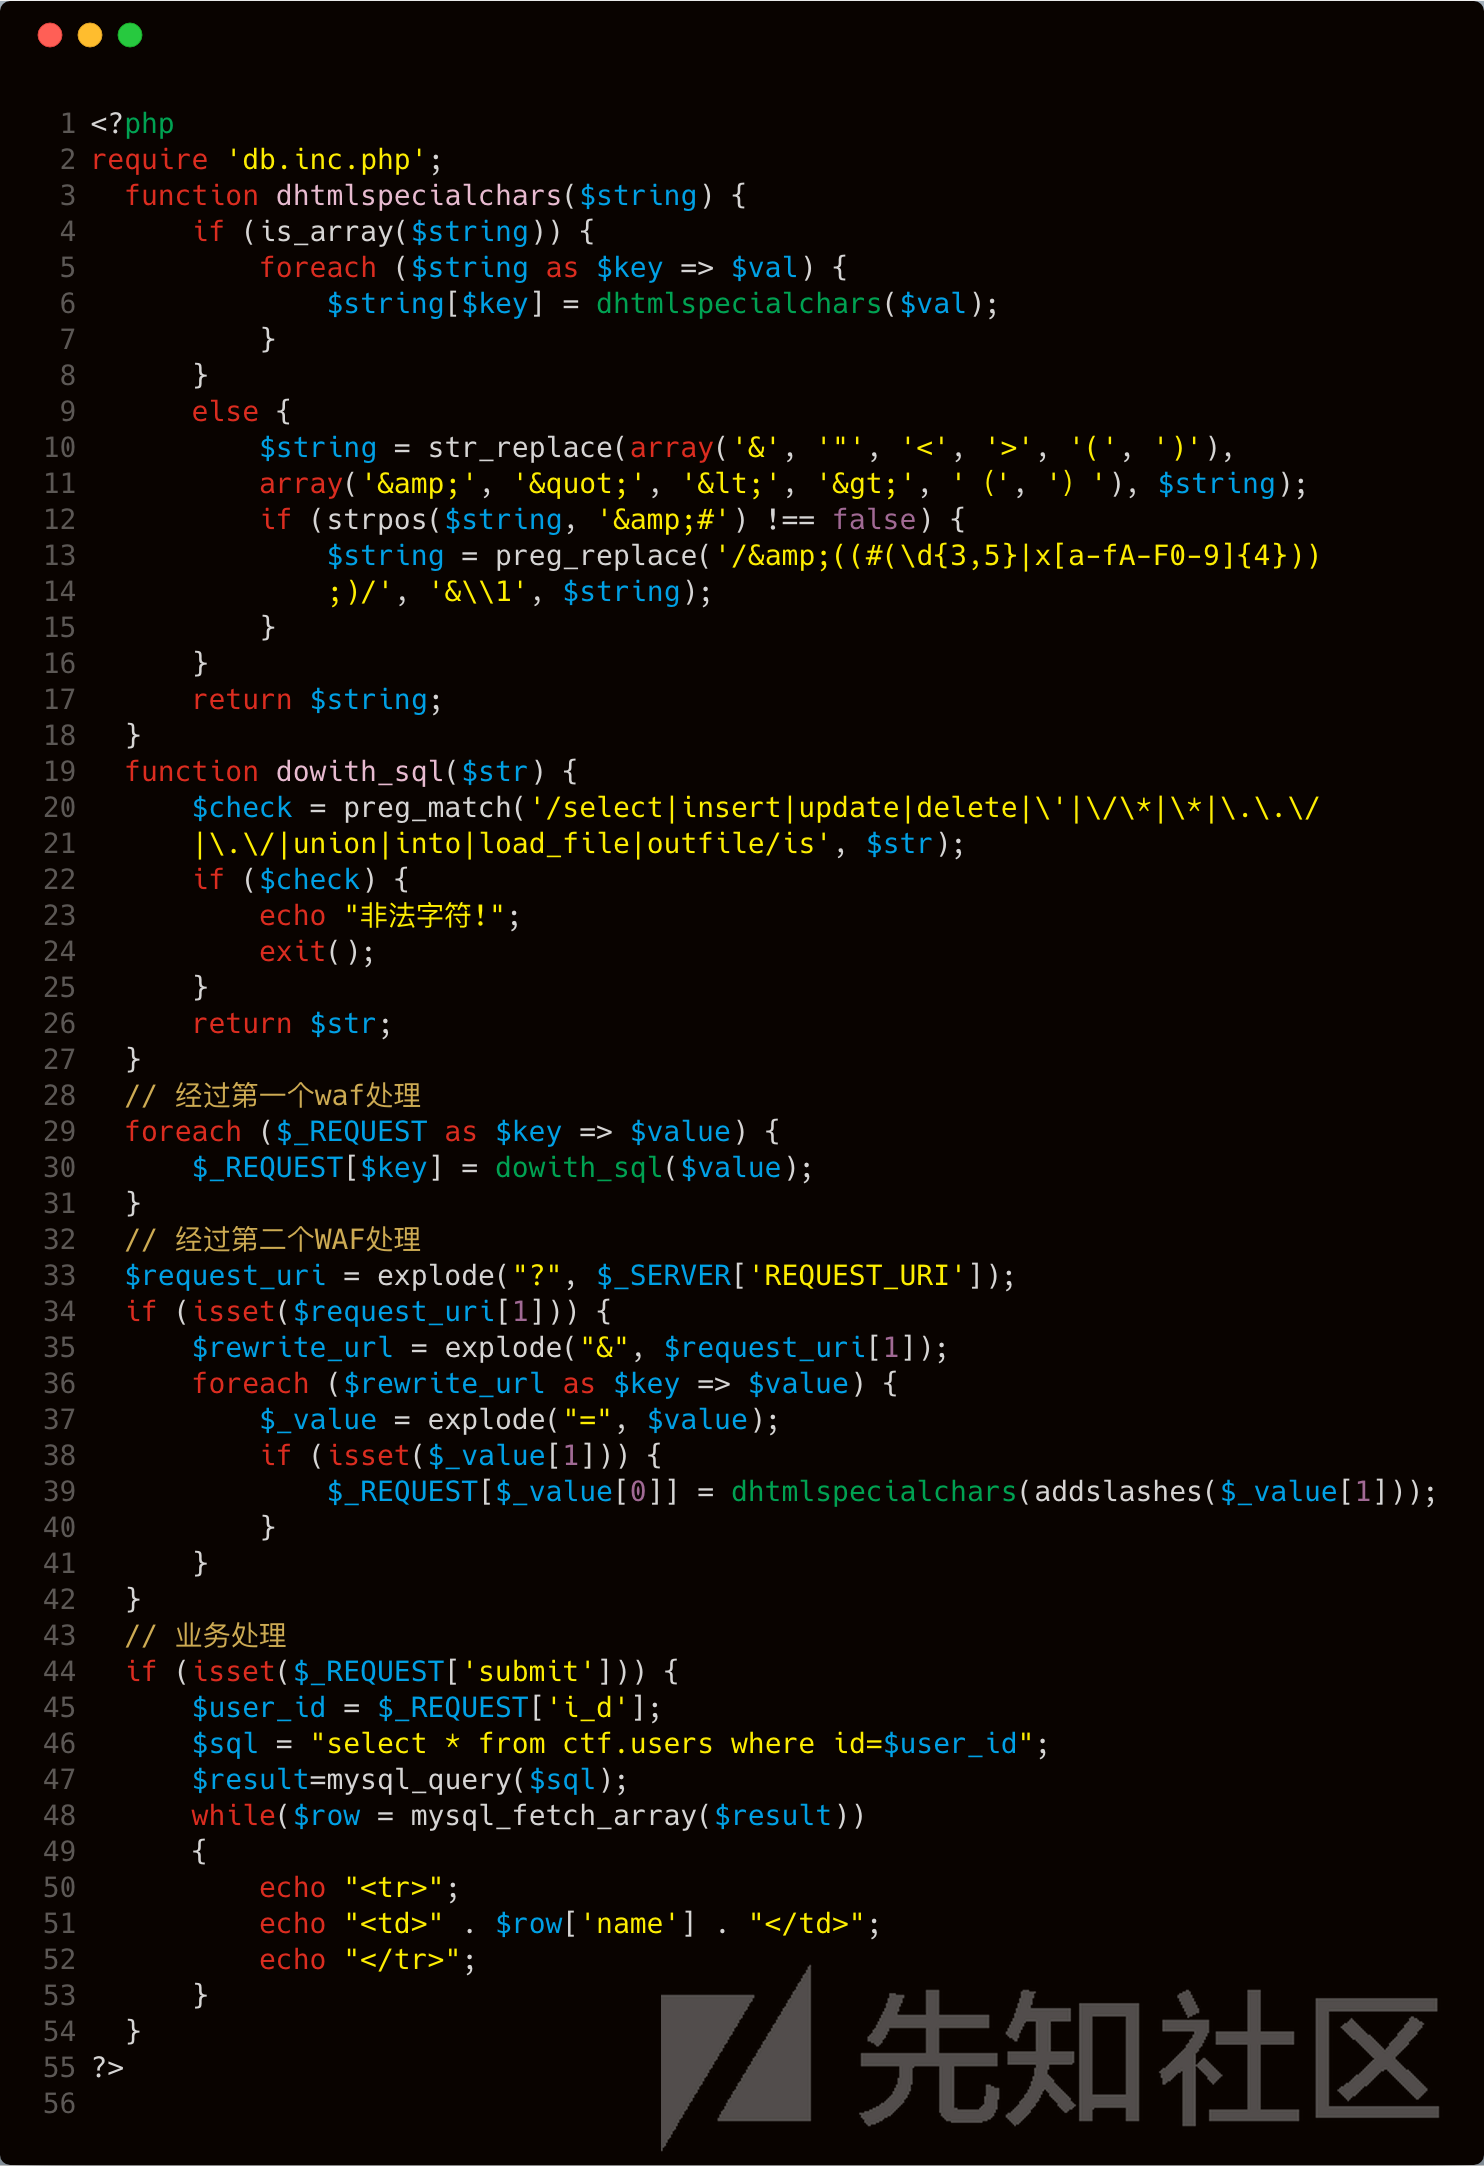 1 <?php
2 require 'db.inc.php';
3   function dhtmlspecialchars($string) {
4       if (is_array($string)) {
5           foreach ($string as $key => $val) {
6               $string[$key] = dhtmlspecialchars($val);
7           }
8       }
9       else {
10           $string = str_replace(array('&', '"', '<', '>', '(', ')'),
11           array('&amp;', '&quot;', '&lt;', '&gt;', '（', '）'), $string);
12           if (strpos($string, '&amp;#') !== false) {
13               $string = preg_replace('/&amp;((#(\d{3,5}|x[a-fA-F0-9]{4}))
14               ;)/', '&\\1', $string);
15           }
16       }
17       return $string;
18   }
19   function dowith_sql($str) {
20       $check = preg_match('/select|insert|update|delete|\'|\/\*|\*|\.\.\/
21       |\.\/|union|into|load_file|outfile/is', $str);
22       if ($check) {
23           echo "非法字符!";
24           exit();
25       }
26       return $str;
27   }
28   // 经过第一个waf处理
29   foreach ($_REQUEST as $key => $value) {
30       $_REQUEST[$key] = dowith_sql($value);
31   }
32   // 经过第二个WAF处理
33   $request_uri = explode("?", $_SERVER['REQUEST_URI']);
34   if (isset($request_uri[1])) {
35       $rewrite_url = explode("&", $request_uri[1]);
36       foreach ($rewrite_url as $key => $value) {
37           $_value = explode("=", $value);
38           if (isset($_value[1])) {
39               $_REQUEST[$_value[0]] = dhtmlspecialchars(addslashes($_value[1]));
40           }
41       }
42   }
43   // 业务处理
44   if (isset($_REQUEST['submit'])) {
45       $user_id = $_REQUEST['i_d'];
46       $sql = "select * from ctf.users where id=$user_id";
47       $result=mysql_query($sql);
48       while($row = mysql_fetch_array($result))
49       {
50           echo "<tr>";
51           echo "<td>" . $row['name'] . "</td>";
52           echo "</tr>";
53       }
54   }
55 ?>
56
先知社区